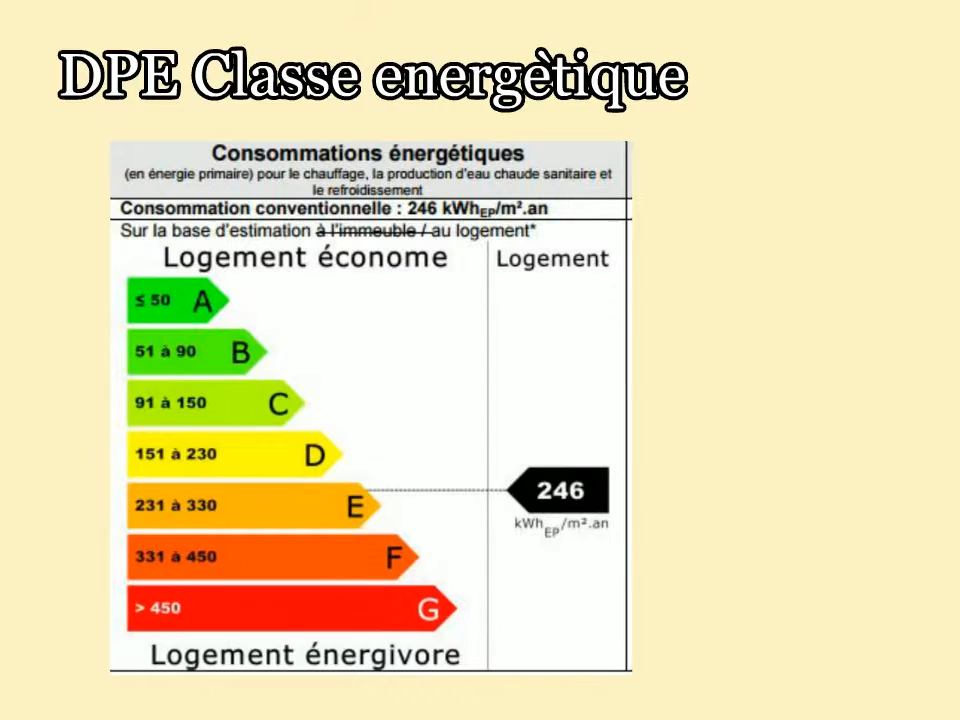 DPE Classe energètique
Consommations énergétiques
(en énergie primaire) pour le chauffage, la production d'eau chaude sanitaire et
le refroidissement
Consommation conventionnelle : 246 kWhEP/m².an
Sur la base d'estimation à l'immeuble / au logement*
Logement économe
Logement
≤ 50 A
51 à 90 B
91 à 150 C
151 à 230 D
231 à 330 E
246
kWhEP/m².an
331 à 450 F
> 450 G
Logement énergivore